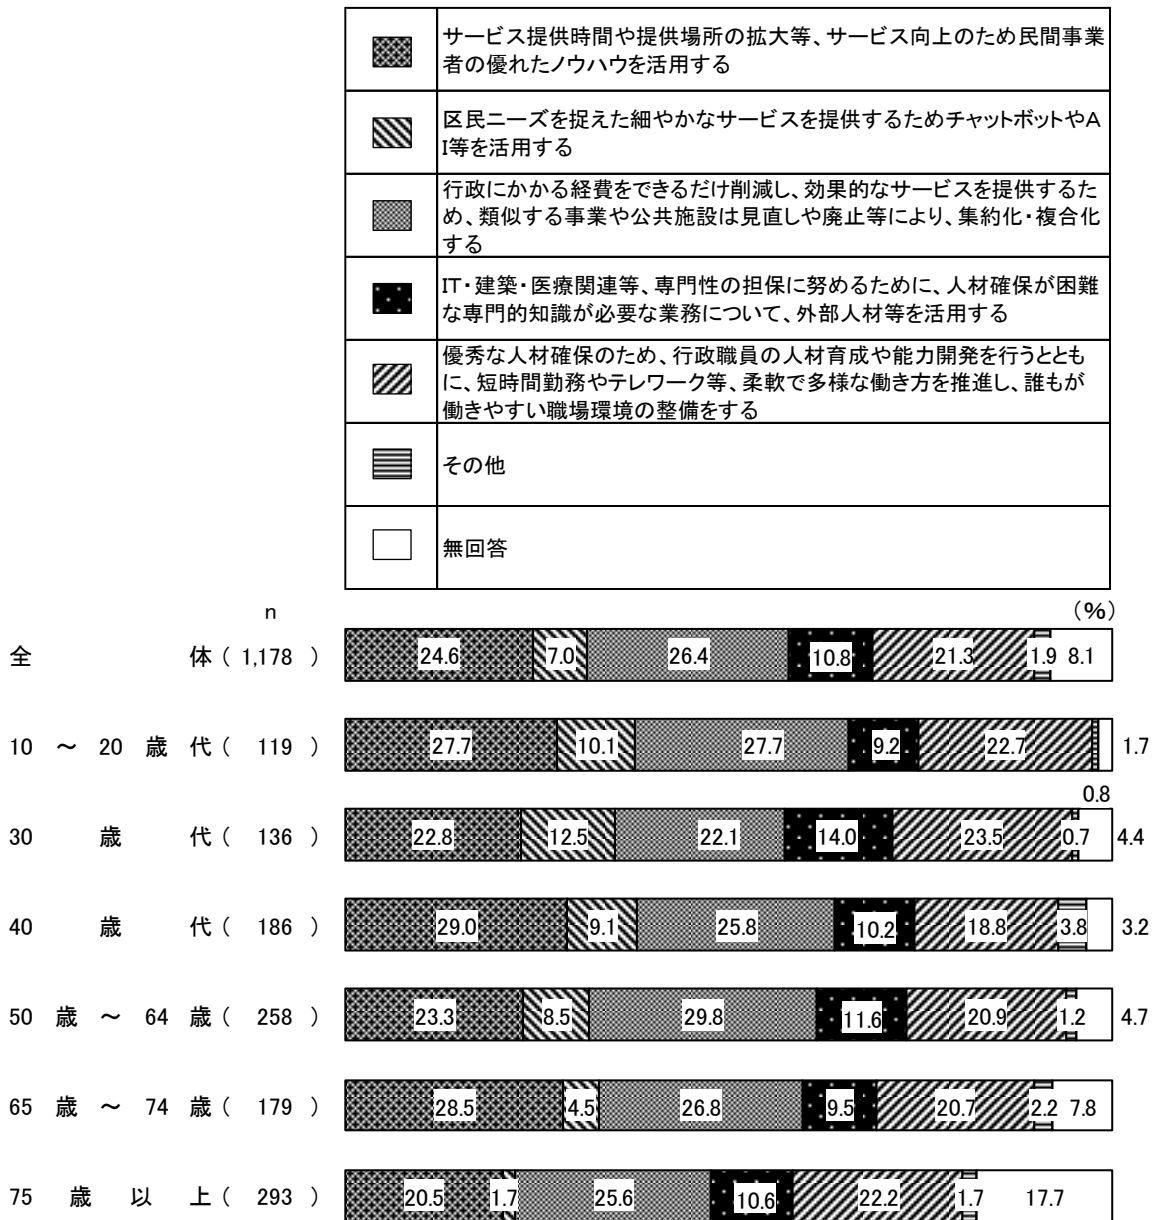 サービス提供時間や提供場所の拡大等、サービス向上のため民間事業
者の優れたノウハウを活用する
区民ニーズを捉えた細やかなサービスを提供するためチャットボットやA
I等を活用する
行政にかかる経費をできるだけ削減し、効果的なサービスを提供するた
め、類似する事業や公共施設は見直しや廃止等により、集約化・複合化
する
IT・建築・医療関連等、専門性の担保に努めるために、人材確保が困難
な専門的知識が必要な業務について、外部人材等を活用する
優秀な人材確保のため、行政職員の人材育成や能力開発を行うととも
に、短時間勤務やテレワーク等、柔軟で多様な働き方を推進し、誰もが
働きやすい職場環境の整備をする
その他
無回答
n (%)
全体 ( 1,178 ) 24.6 7.0 26.4 10.8 21.3 1.9 8.1
10 ～ 20 歳代 ( 119 ) 27.7 10.1 27.7 9.2 22.7 1.7
0.8
30 歳代 ( 136 ) 22.8 12.5 22.1 14.0 23.5 0.7 4.4
40 歳代 ( 186 ) 29.0 9.1 25.8 10.2 18.8 3.8 3.2
50 歳 ～ 64 歳 ( 258 ) 23.3 8.5 29.8 11.6 20.9 1.2 4.7
65 歳 ～ 74 歳 ( 179 ) 28.5 4.5 26.8 9.5 20.7 2.2 7.8
75 歳以上 ( 293 ) 20.5 1.7 25.6 10.6 22.2 1.7 17.7